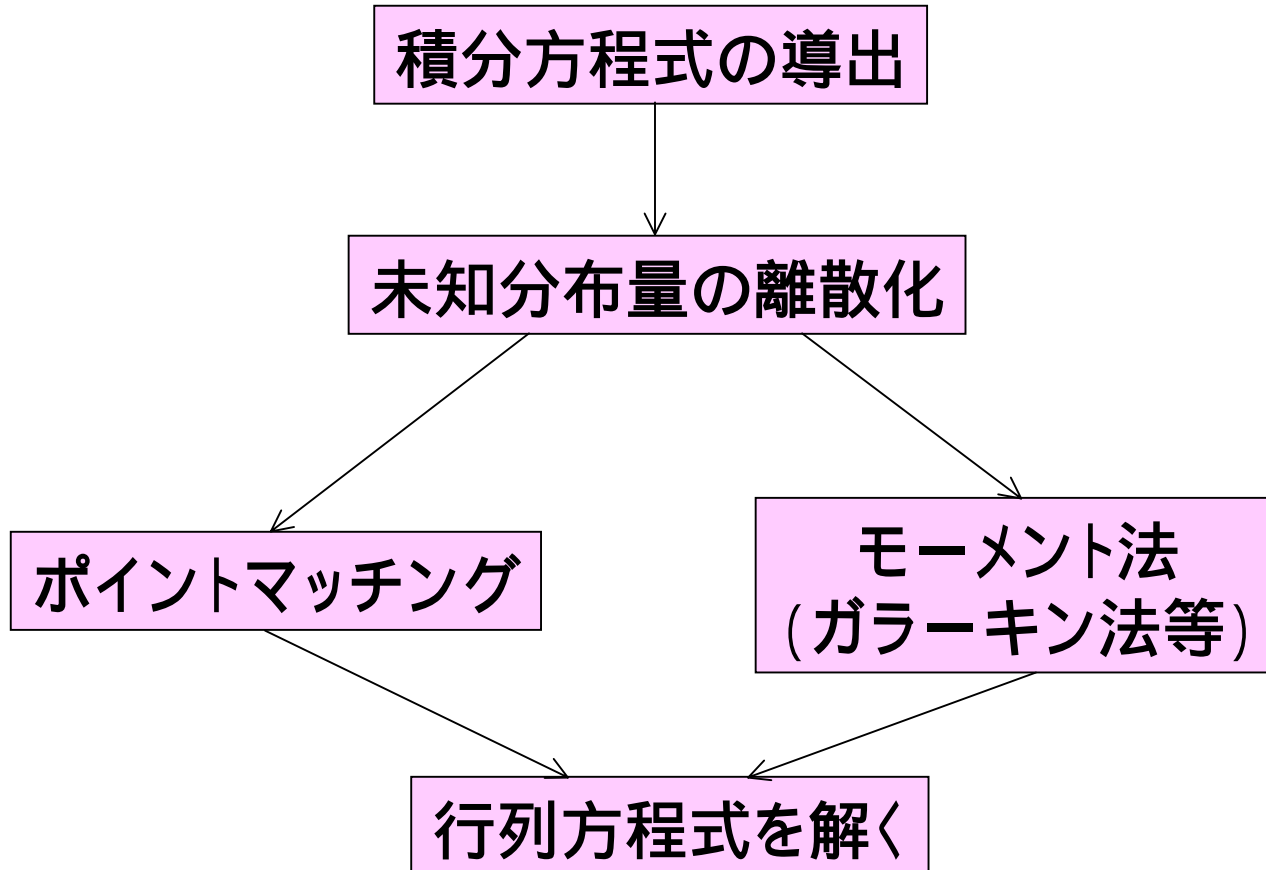 積分方程式の導出
未知分布量の離散化
ポイントマッチング
モーメント法
(ガラーキン法等)
行列方程式を解く